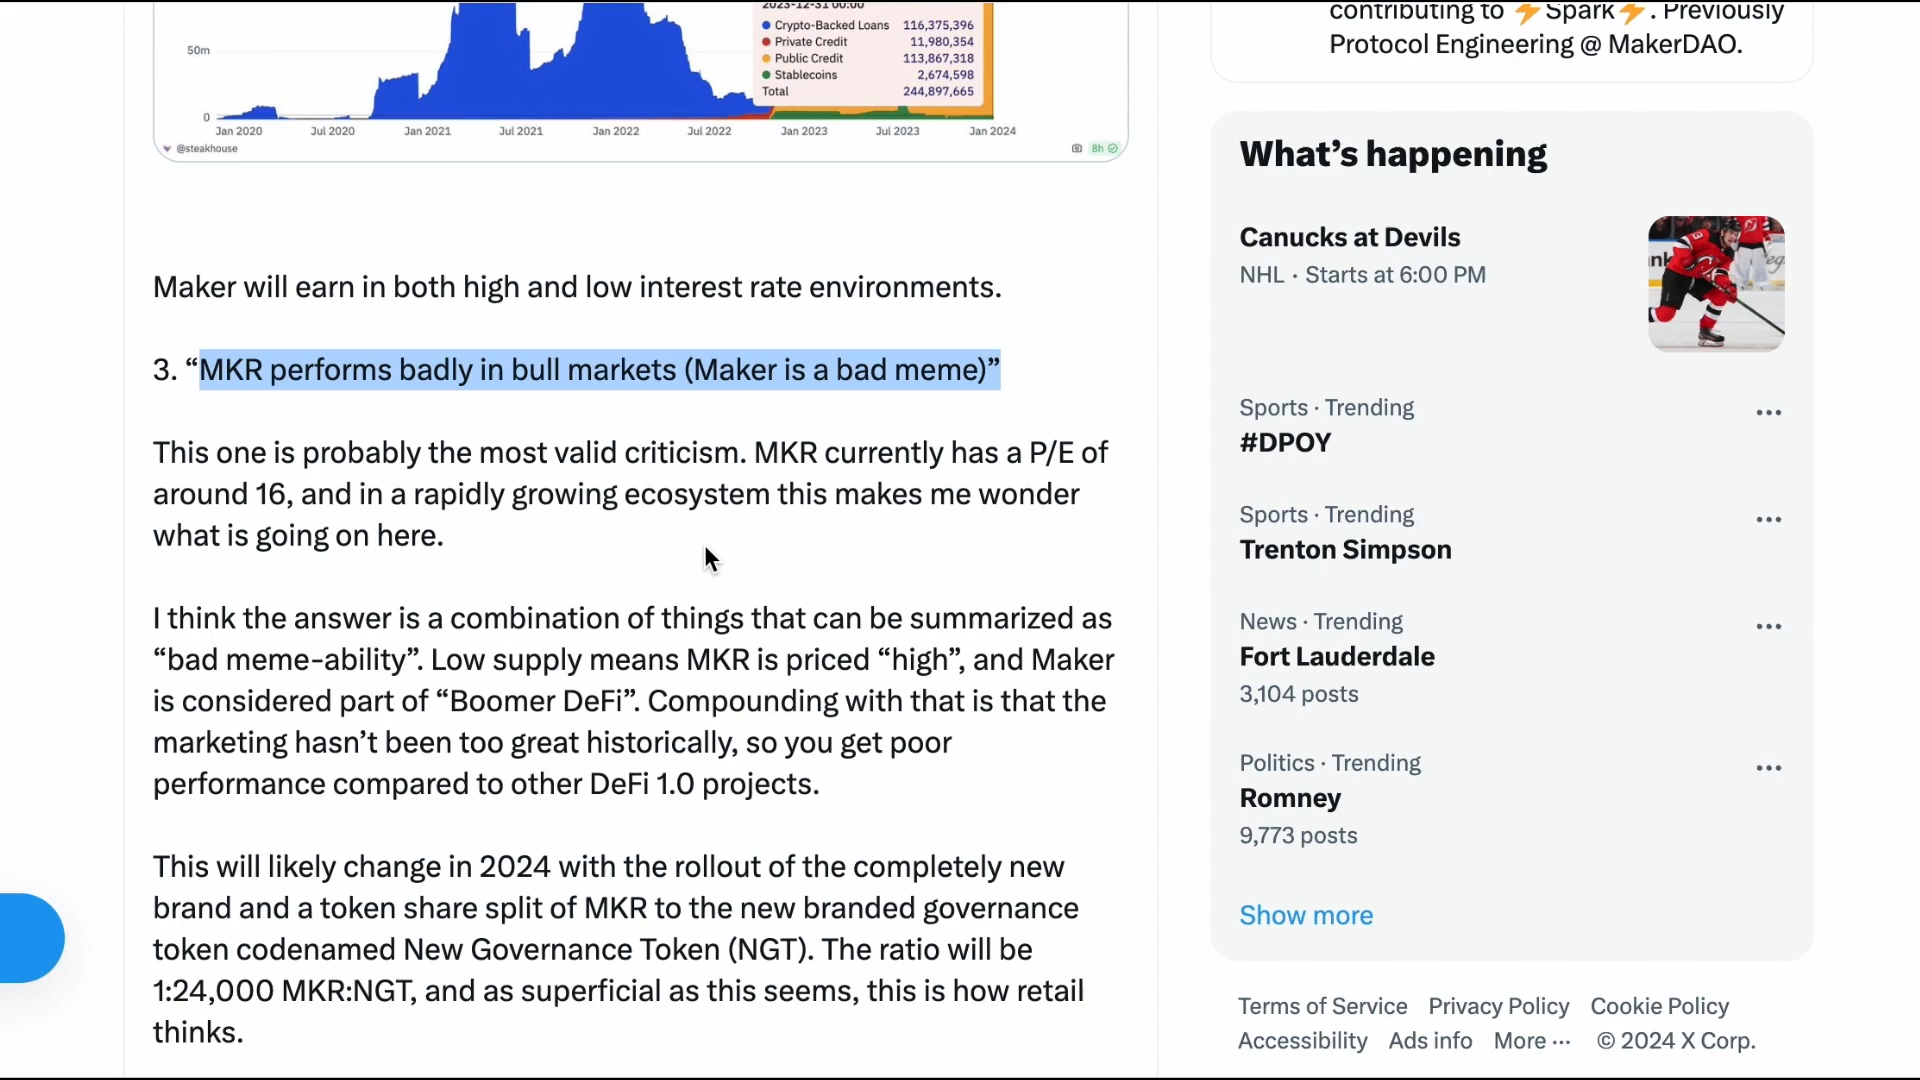 2023-12-31 00:00
Crypto-Backed Loans 116,375,396
Private Credit 11,980,354
Public Credit 113,867,318
Stablecoins 2,674,598
Total 244,897,665
50m
0
Jan 2020 Jul 2020 Jan 2021 Jul 2021 Jan 2022 Jul 2022 Jan 2023 Jul 2023 Jan 2024
@steakhouse 8h
Maker will earn in both high and low interest rate environments.
3. “MKR performs badly in bull markets (Maker is a bad meme)”
This one is probably the most valid criticism. MKR currently has a P/E of
around 16, and in a rapidly growing ecosystem this makes me wonder
what is going on here.
I think the answer is a combination of things that can be summarized as
“bad meme-ability”. Low supply means MKR is priced “high”, and Maker
is considered part of “Boomer DeFi”. Compounding with that is that the
marketing hasn’t been too great historically, so you get poor
performance compared to other DeFi 1.0 projects.
This will likely change in 2024 with the rollout of the completely new
brand and a token share split of MKR to the new branded governance
token codenamed New Governance Token (NGT). The ratio will be
1:24,000 MKR:NGT, and as superficial as this seems, this is how retail
thinks.
contributing to ⚡Spark⚡. Previously
Protocol Engineering @ MakerDAO.
What’s happening
Canucks at Devils
NHL · Starts at 6:00 PM
Sports · Trending
#DPOY
Sports · Trending
Trenton Simpson
News · Trending
Fort Lauderdale
3,104 posts
Politics · Trending
Romney
9,773 posts
Show more
Terms of Service Privacy Policy Cookie Policy
Accessibility Ads info More ··· © 2024 X Corp.